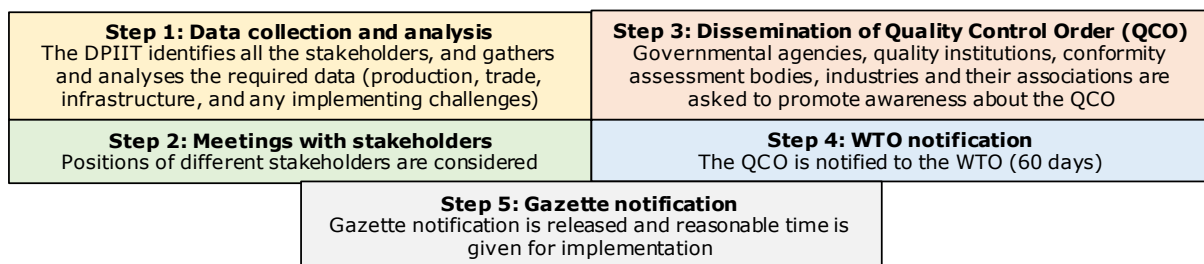 Step 1: Data collection and analysis
The DPIIT identifies all the stakeholders, and gathers
and analyses the required data (production, trade,
infrastructure, and any implementing challenges)
Step 2: Meetings with stakeholders
Positions of different stakeholders are considered
Step 3: Dissemination of Quality Control Order (QCO)
Governmental agencies, quality institutions, conformity
assessment bodies, industries and their associations are
asked to promote awareness about the QCO
Step 4: WTO notification
The QCO is notified to the WTO (60 days)
Step 5: Gazette notification
Gazette notification is released and reasonable time is
given for implementation